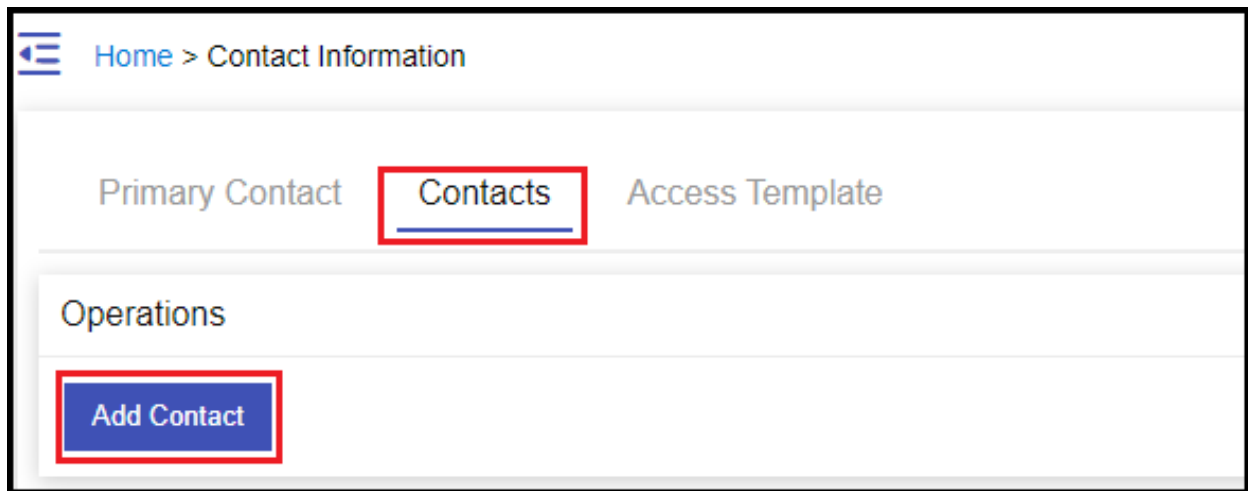 Home > Contact Information
Primary Contact Contacts Access Template
Operations
Add Contact